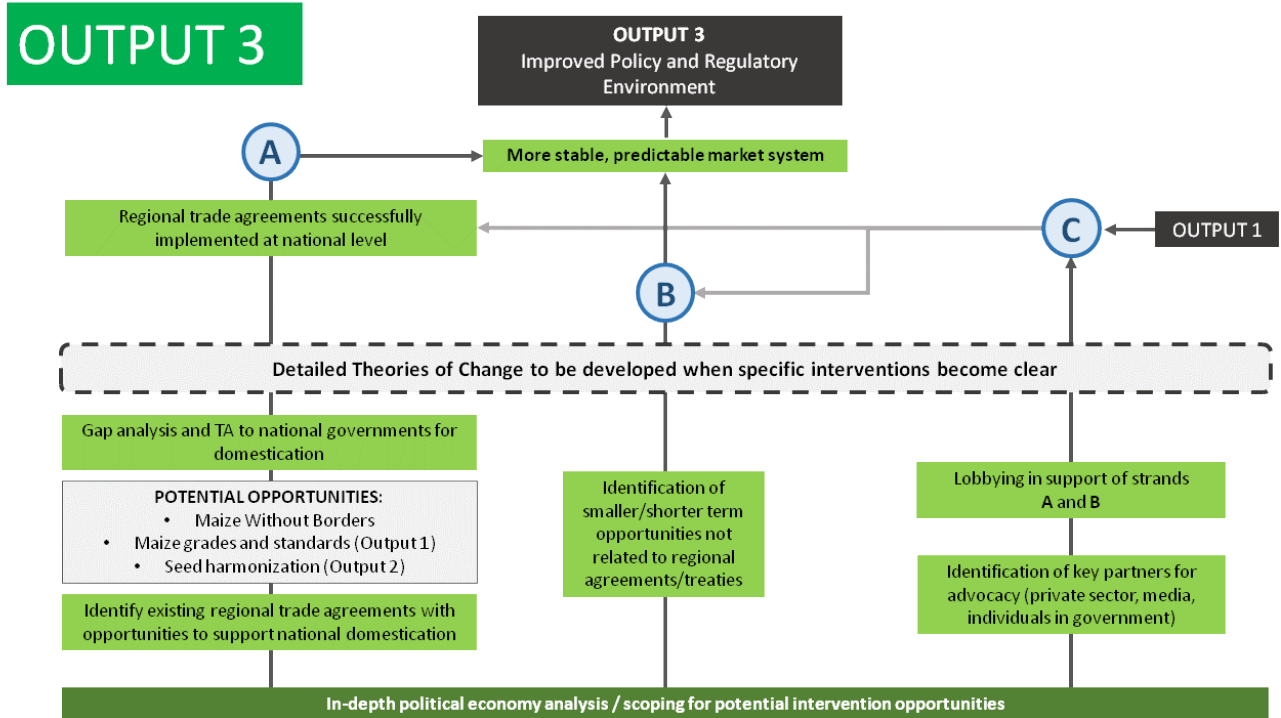 OUTPUT 3
OUTPUT 3
Improved Policy and Regulatory
Environment
A
More stable, predictable market system
Regional trade agreements successfully
implemented at national level
C
OUTPUT 1
B
Detailed Theories of Change to be developed when specific interventions become clear
Gap analysis and TA to national governments for
domestication
POTENTIAL OPPORTUNITIES:
• Maize Without Borders
• Maize grades and standards (Output 1)
• Seed harmonization (Output 2)
Identify existing regional trade agreements with
opportunities to support national domestication
Identification of
smaller/shorter term
opportunities not
related to regional
agreements/treaties
Lobbying in support of strands
A and B
Identification of key partners for
advocacy (private sector, media,
individuals in government)
In-depth political economy analysis / scoping for potential intervention opportunities